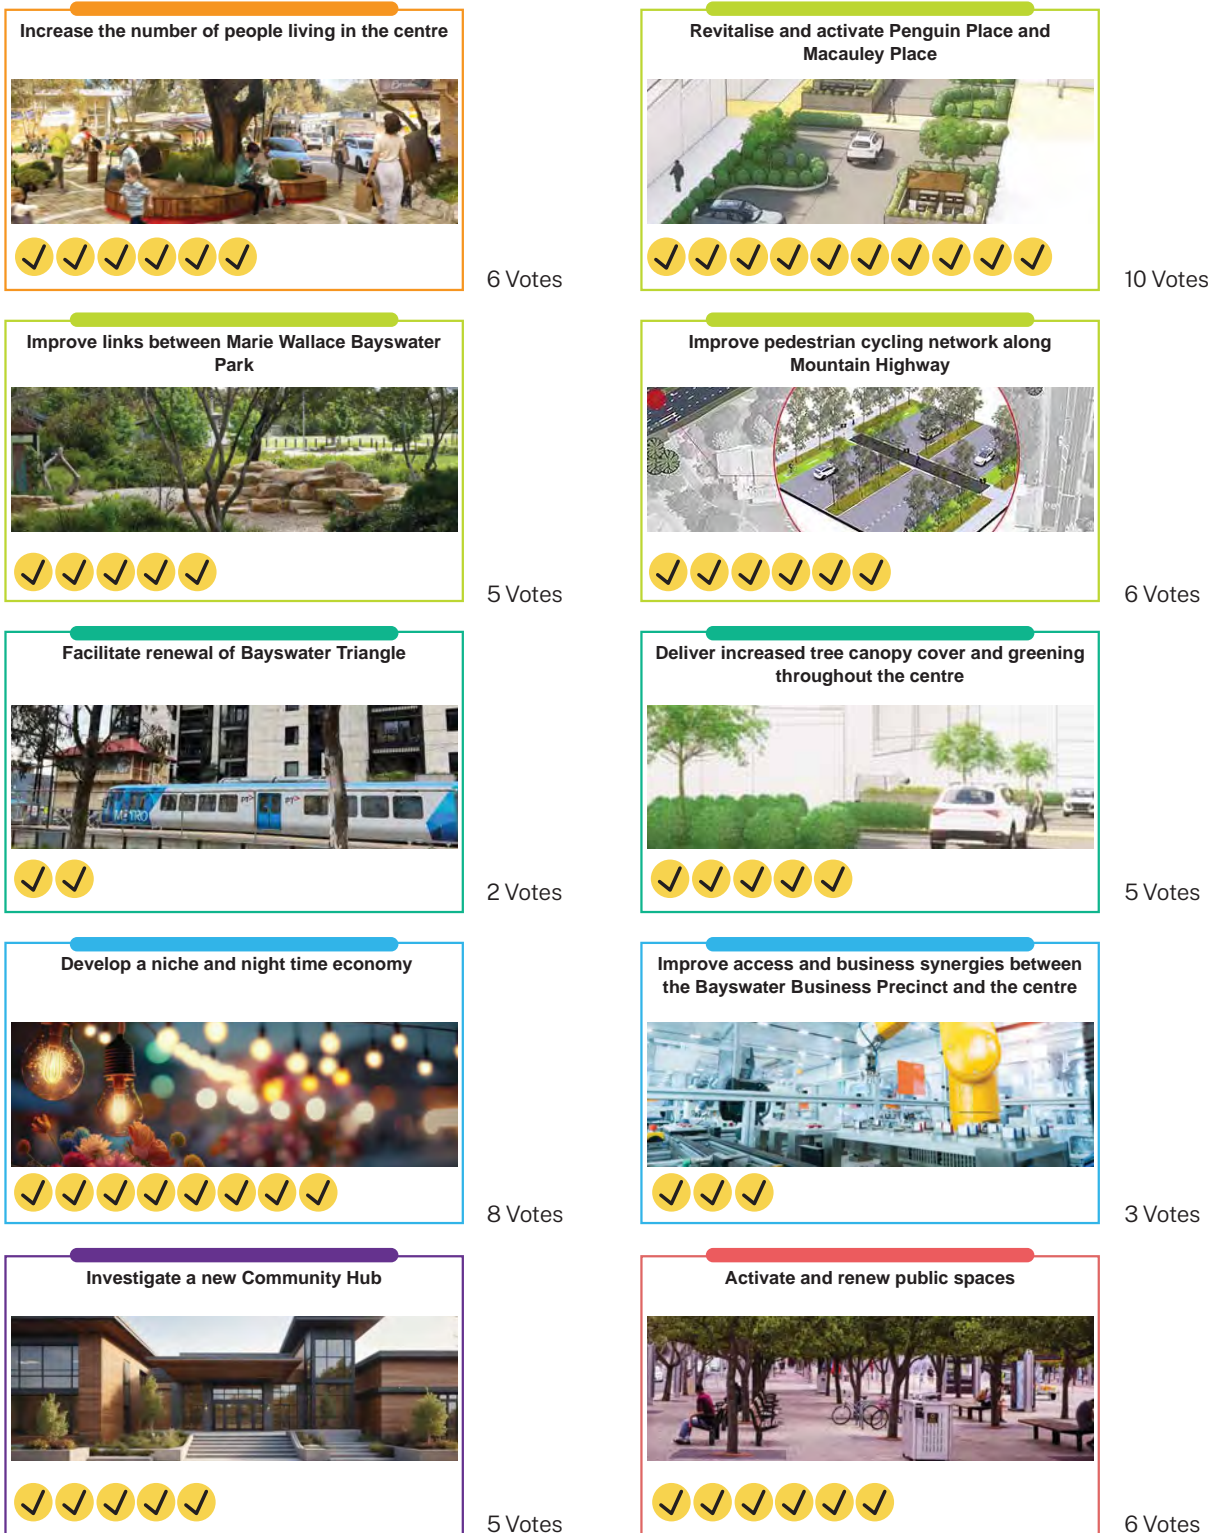 Increase the number of people living in the centre
6 Votes
Revitalise and activate Penguin Place and
Macauley Place
10 Votes
Improve links between Marie Wallace Bayswater
Park
5 Votes
Improve pedestrian cycling network along
Mountain Highway
6 Votes
Facilitate renewal of Bayswater Triangle
METRO
PT
PT
2 Votes
Deliver increased tree canopy cover and greening
throughout the centre
5 Votes
Develop a niche and night time economy
8 Votes
Improve access and business synergies between
the Bayswater Business Precinct and the centre
3 Votes
Investigate a new Community Hub
5 Votes
Activate and renew public spaces
6 Votes